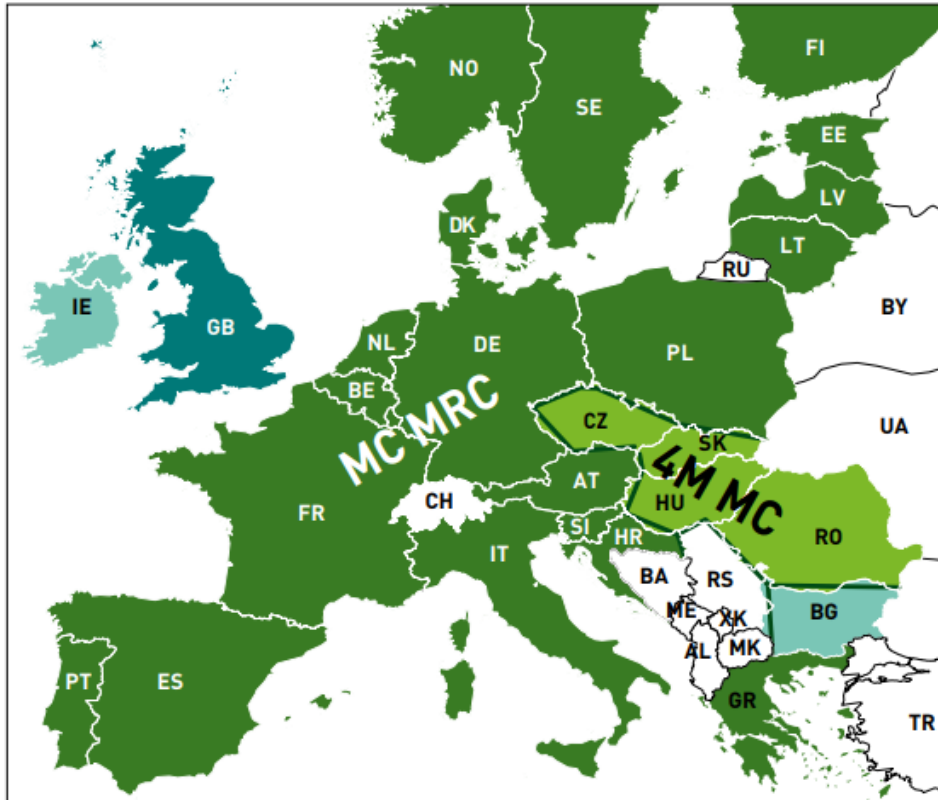 NO
FI
SE
EE
LV
DK
LT
RU
IE
BY
GB
NL
DE
PL
BE
MC MRC
CZ
UA
SK
4M MC
AT
CH
HU
FR
SI
HR
RO
IT
BA
RS
ME
XK
BG
AL
MK
PT
ES
GR
TR